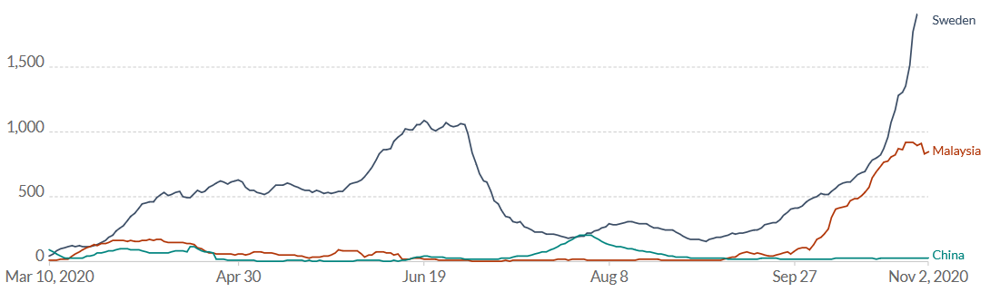 Sweden
1,500
1,000
Malaysia
500
0
China
Mar 10, 2020 Apr 30 Jun 19 Aug 8 Sep 27 Nov 2, 2020